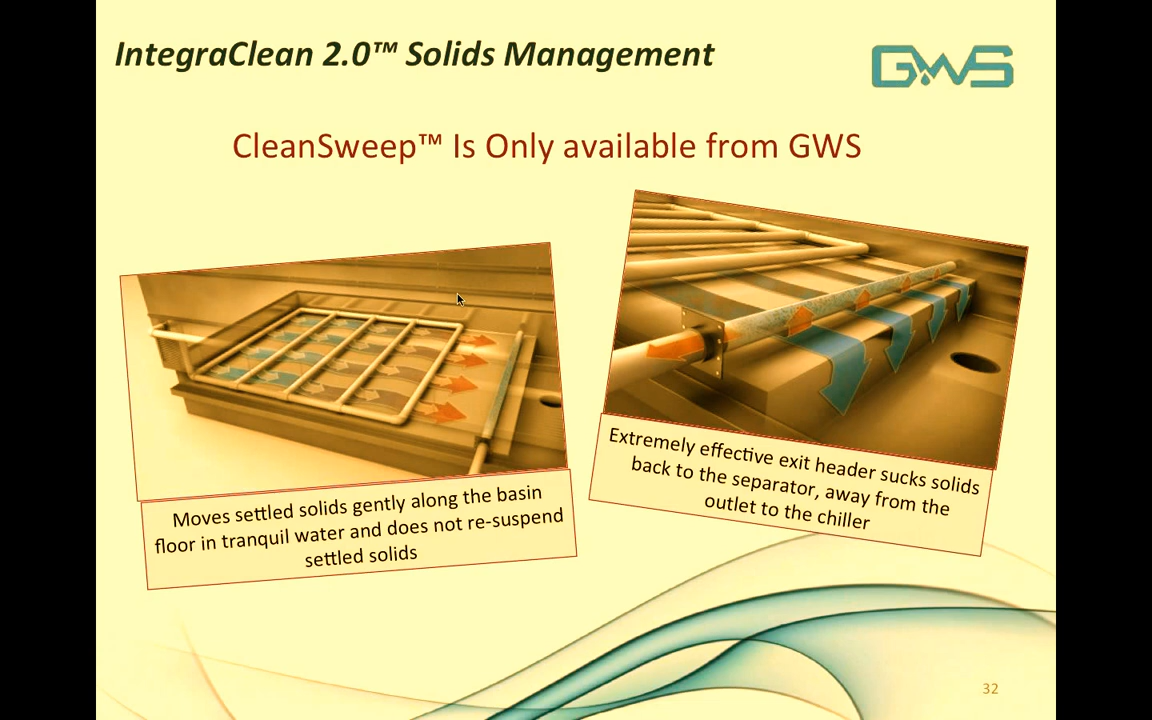 IntegraClean 2.0™ Solids Management
GWS
CleanSweep™ Is Only available from GWS
Moves settled solids gently along the basin
floor in tranquil water and does not re-suspend
settled solids
Extremely effective exit header sucks solids
back to the separator, away from the
outlet to the chiller
32